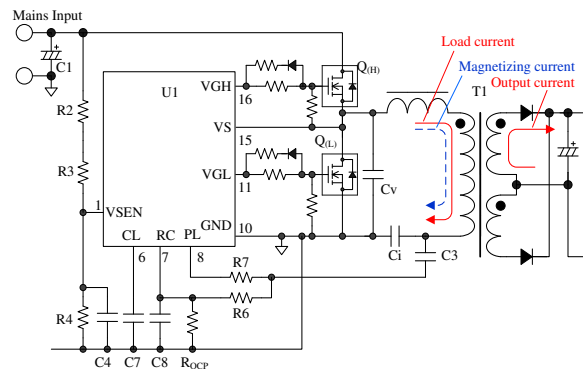 Mains Input
C1
R2
R3
R4
U1
VGH
16
VS
15
VGL
11
VSEN
1
GND
10
CL
6
RC
7
PL
8
Q(H)
Q(L)
Load current
Magnetizing current
T1
Output current
Cv
Ci
C3
R7
R6
C4
C7
C8
ROCP